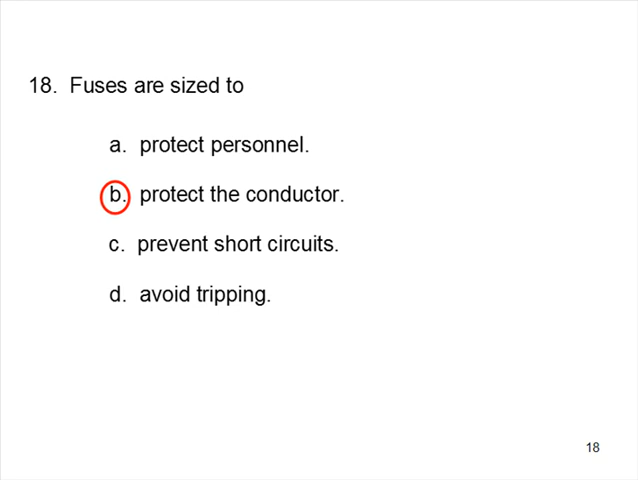 18. Fuses are sized to
a. protect personnel.
b. protect the conductor.
c. prevent short circuits.
d. avoid tripping.
18